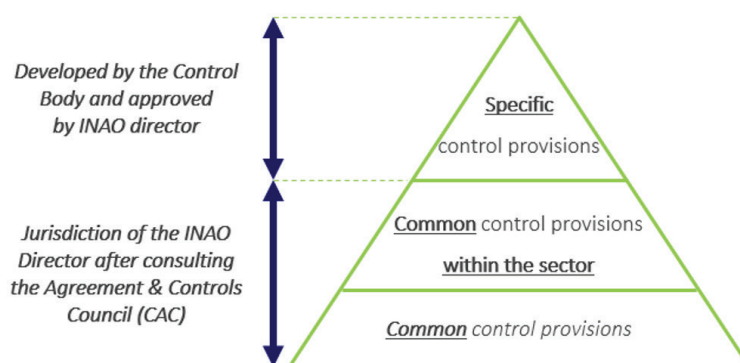 Developed by the Control
Body and approved
by INAO director
Specific
control provisions
Jurisdiction of the INAO
Director after consulting
the Agreement & Controls
Council (CAC)
Common control provisions
within the sector
Common control provisions